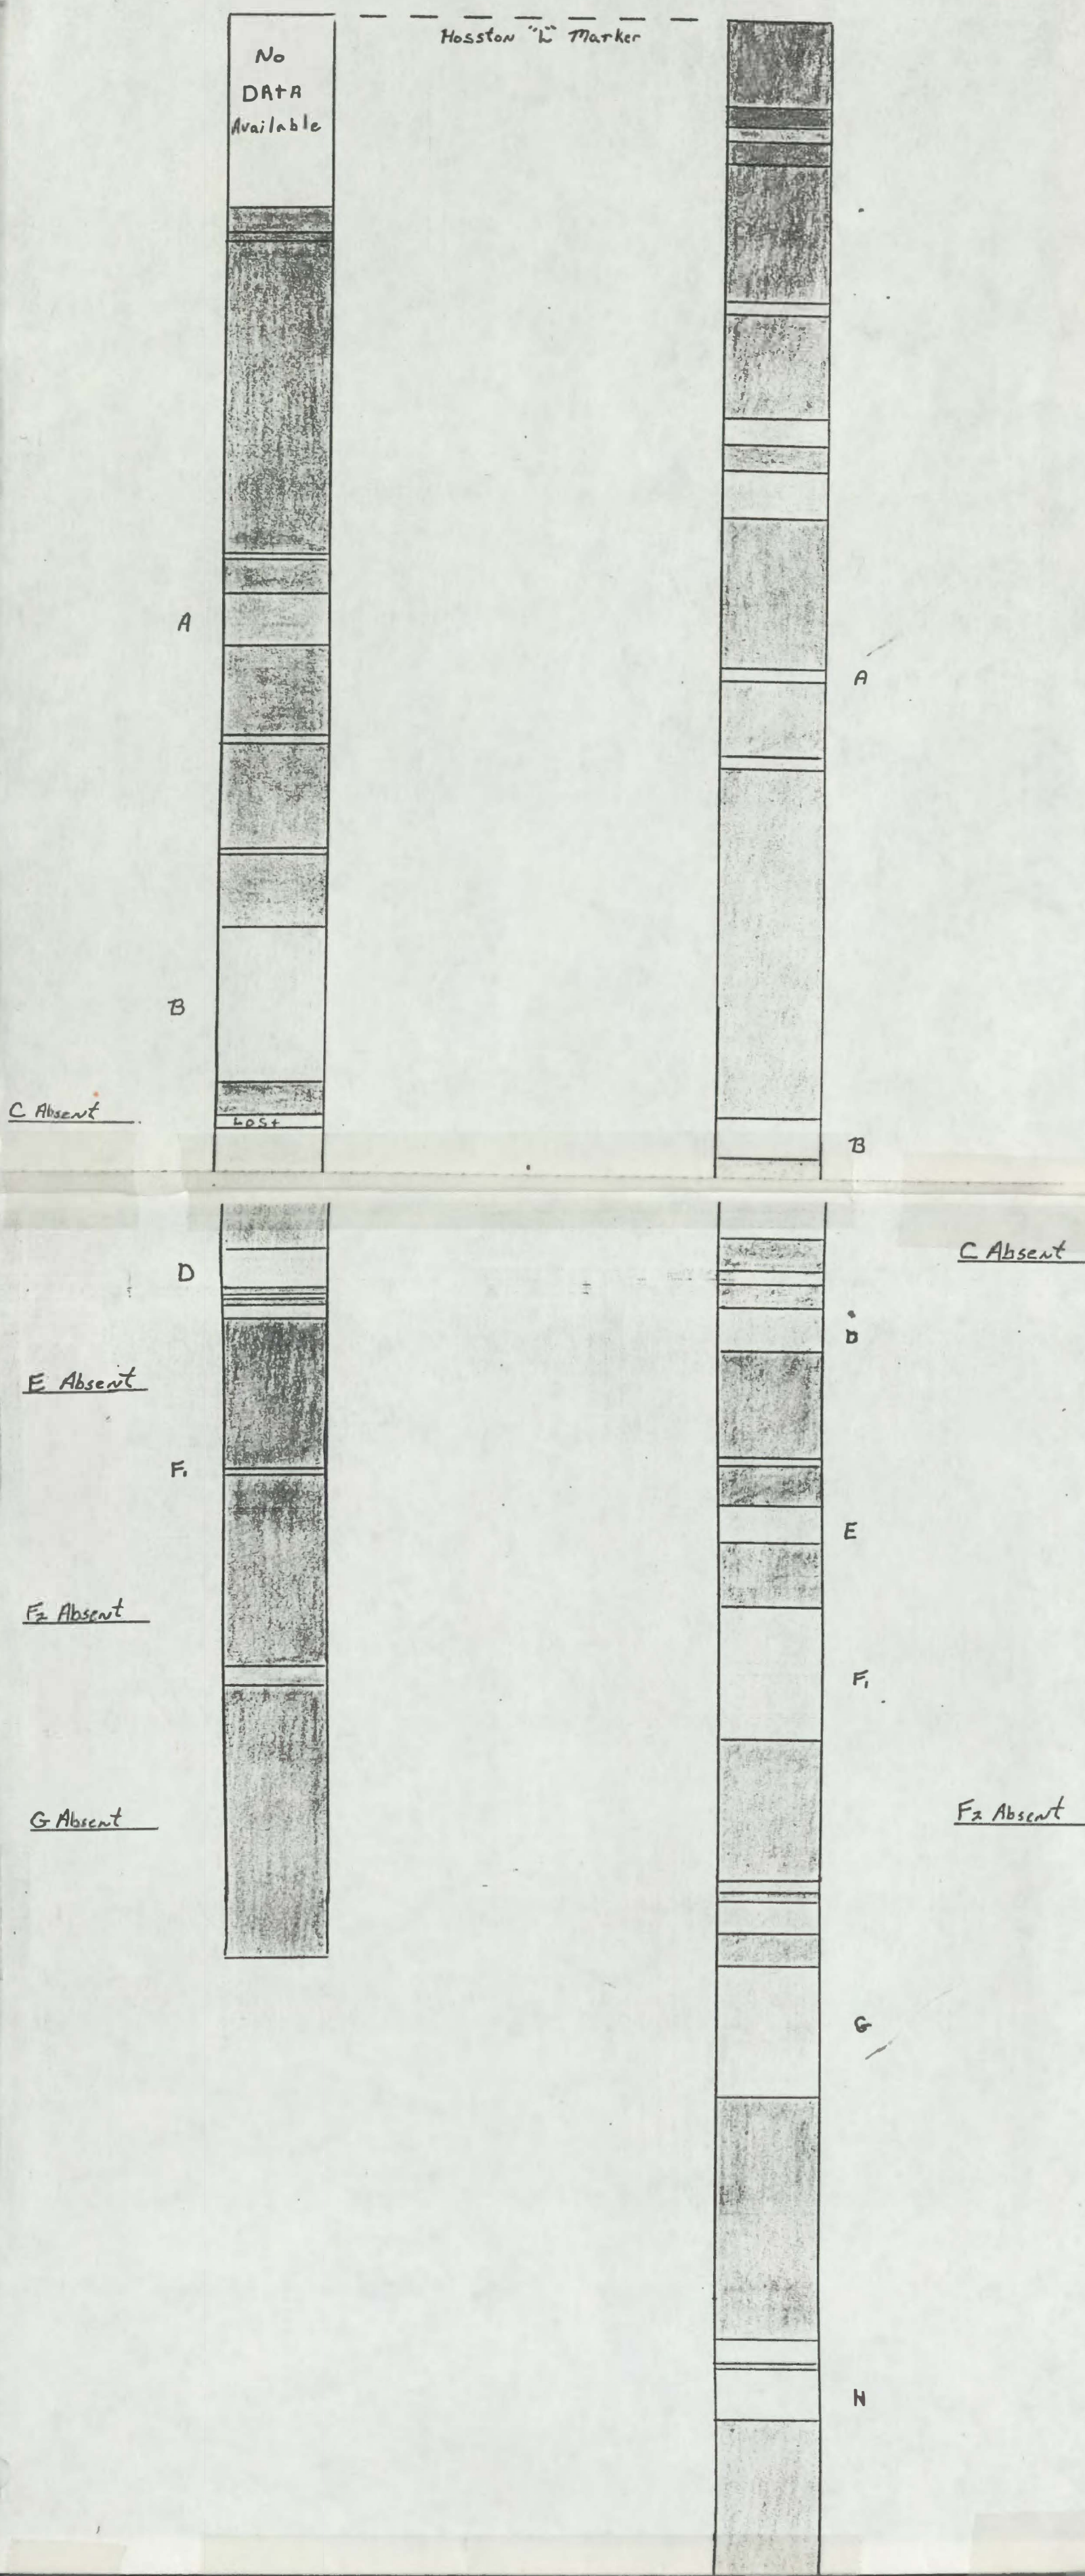 No
DATA
Available
Hosston "L" Marker
A
A
B
C Absent
Lost
B
D
C Absent
D
E Absent
F1
E
F2 Absent
F1
G Absent
F2 Absent
G
H